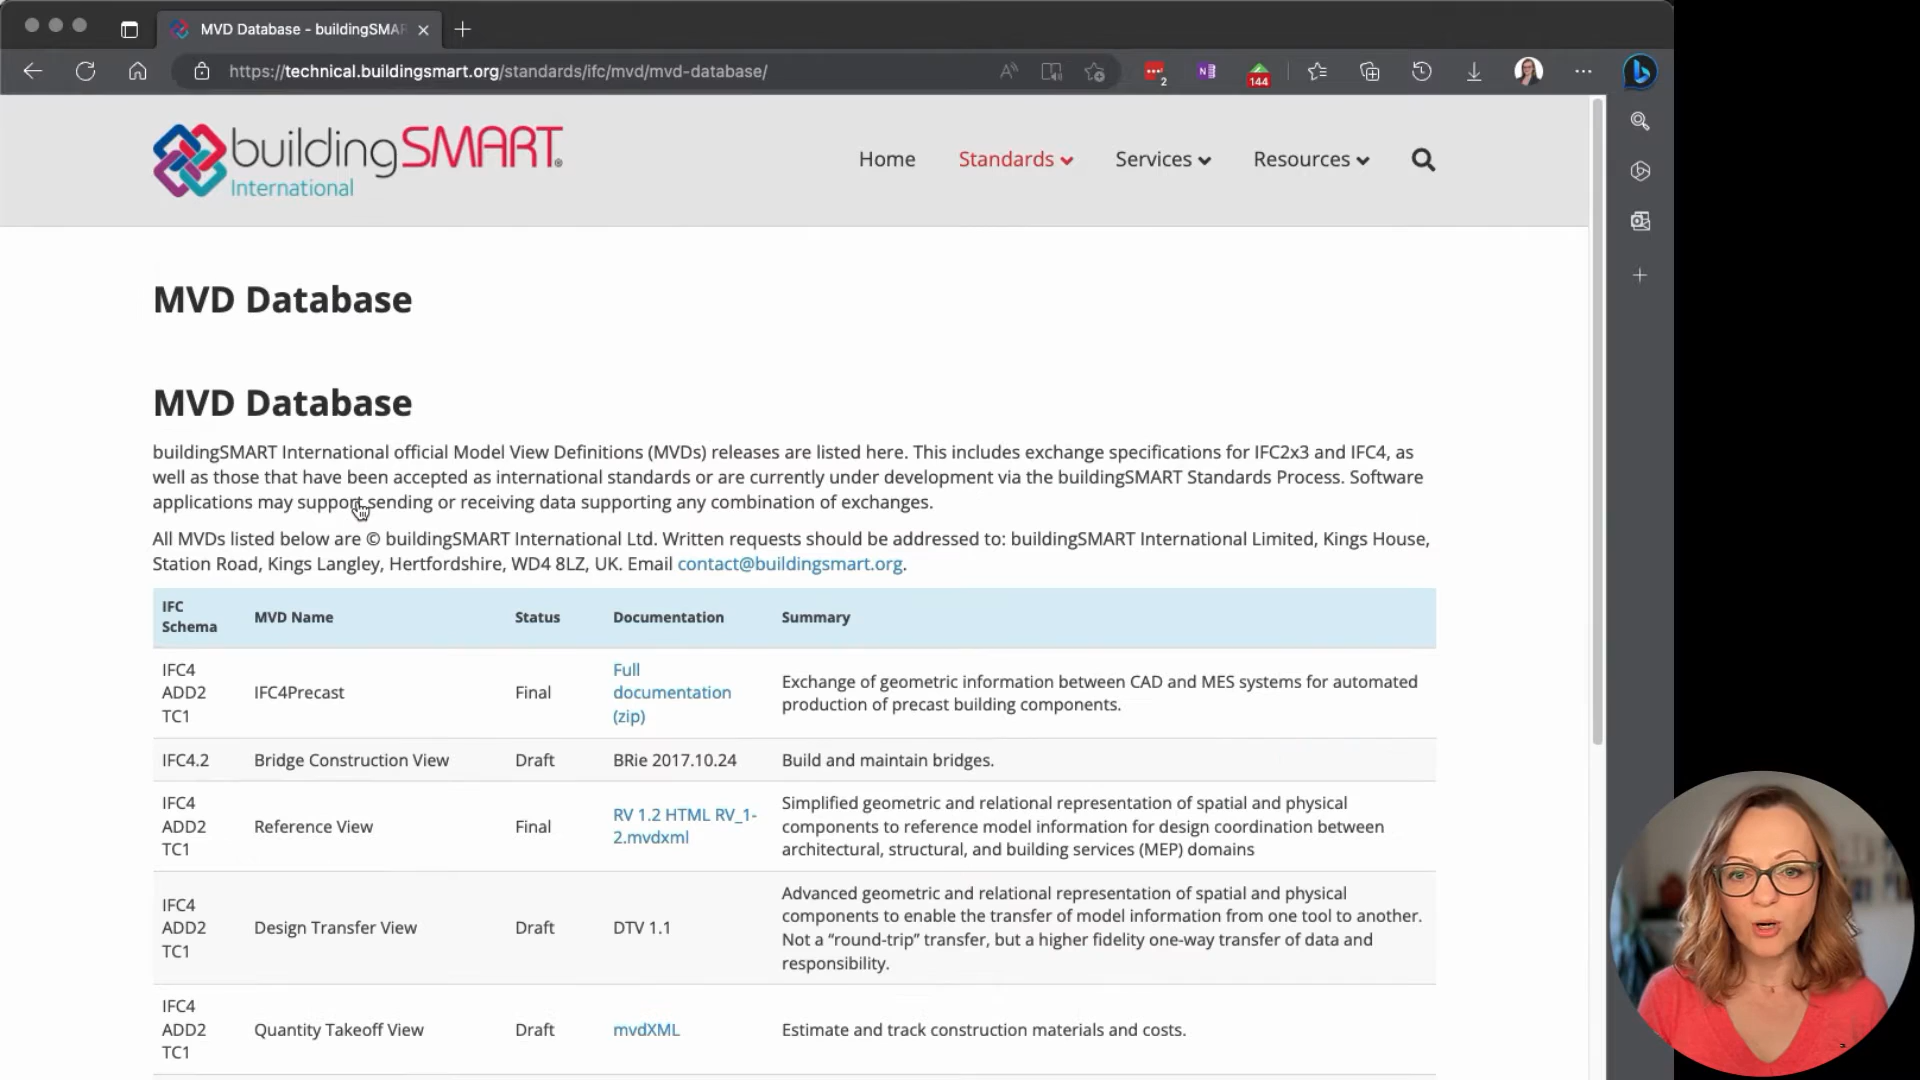 MVD Database - buildingSMAR
https://technical.buildingsmart.org/standards/ifc/mvd/mvd-database/
2
N
144
buildingSMART®
International
Home
Standards
Services
Resources
MVD Database
MVD Database
buildingSMART International official Model View Definitions (MVDs) releases are listed here. This includes exchange specifications for IFC2x3 and IFC4, as
well as those that have been accepted as international standards or are currently under development via the buildingSMART Standards Process. Software
applications may support sending or receiving data supporting any combination of exchanges.
All MVDs listed below are © buildingSMART International Ltd. Written requests should be addressed to: buildingSMART International Limited, Kings House,
Station Road, Kings Langley, Hertfordshire, WD4 8LZ, UK. Email contact@buildingsmart.org.
IFC
Schema
MVD Name
Status
Documentation
Summary
IFC4
ADD2
TC1
IFC4Precast
Final
Full
documentation
(zip)
Exchange of geometric information between CAD and MES systems for automated
production of precast building components.
IFC4.2
Bridge Construction View
Draft
BRie 2017.10.24
Build and maintain bridges.
IFC4
ADD2
TC1
Reference View
Final
RV 1.2 HTML RV_1-
2.mvdxml
Simplified geometric and relational representation of spatial and physical
components to reference model information for design coordination between
architectural, structural, and building services (MEP) domains
IFC4
ADD2
TC1
Design Transfer View
Draft
DTV 1.1
Advanced geometric and relational representation of spatial and physical
components to enable the transfer of model information from one tool to another.
Not a “round-trip” transfer, but a higher fidelity one-way transfer of data and
responsibility.
IFC4
ADD2
TC1
Quantity Takeoff View
Draft
mvdXML
Estimate and track construction materials and costs.